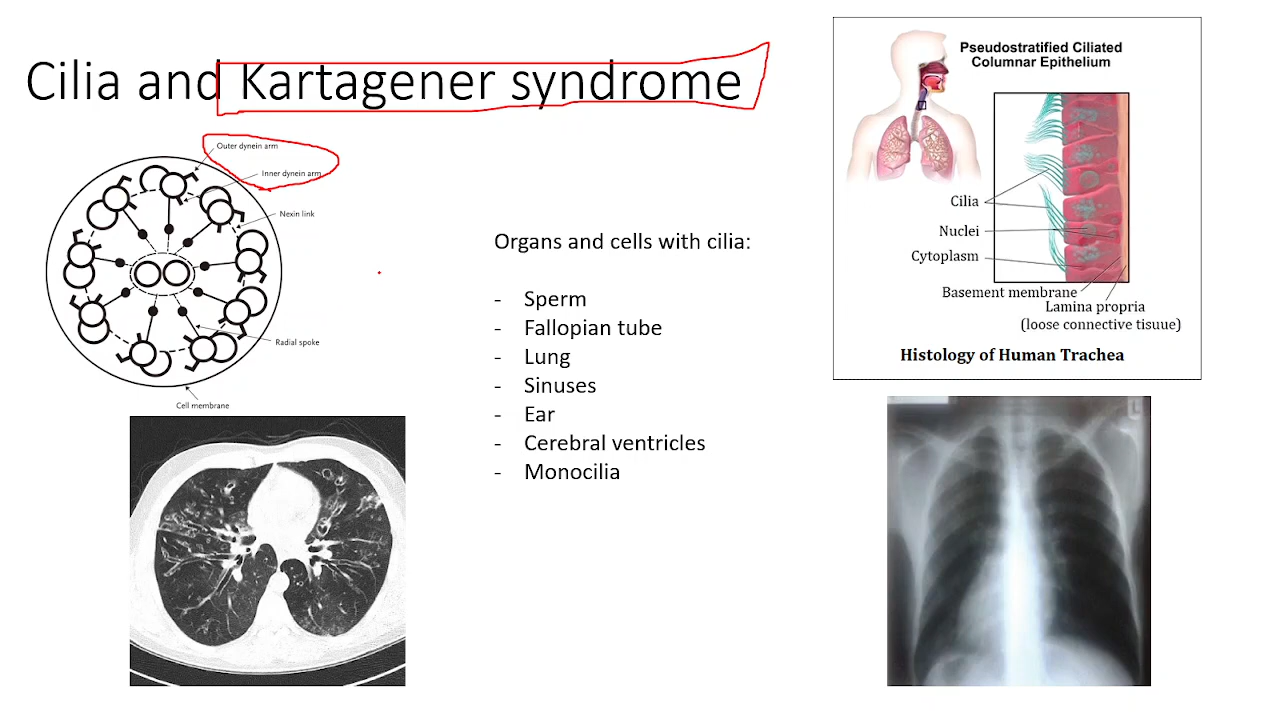 Cilia and Kartagener syndrome
Outer dynein arm
Inner dynein arm
Nexin link
Radial spoke
Cell membrane
Organs and cells with cilia:
- Sperm
- Fallopian tube
- Lung
- Sinuses
- Ear
- Cerebral ventricles
- Monocilia
Pseudostratified Ciliated
Columnar Epithelium
Cilia
Nuclei
Cytoplasm
Basement membrane
Lamina propria
(loose connective tisuue)
Histology of Human Trachea
L